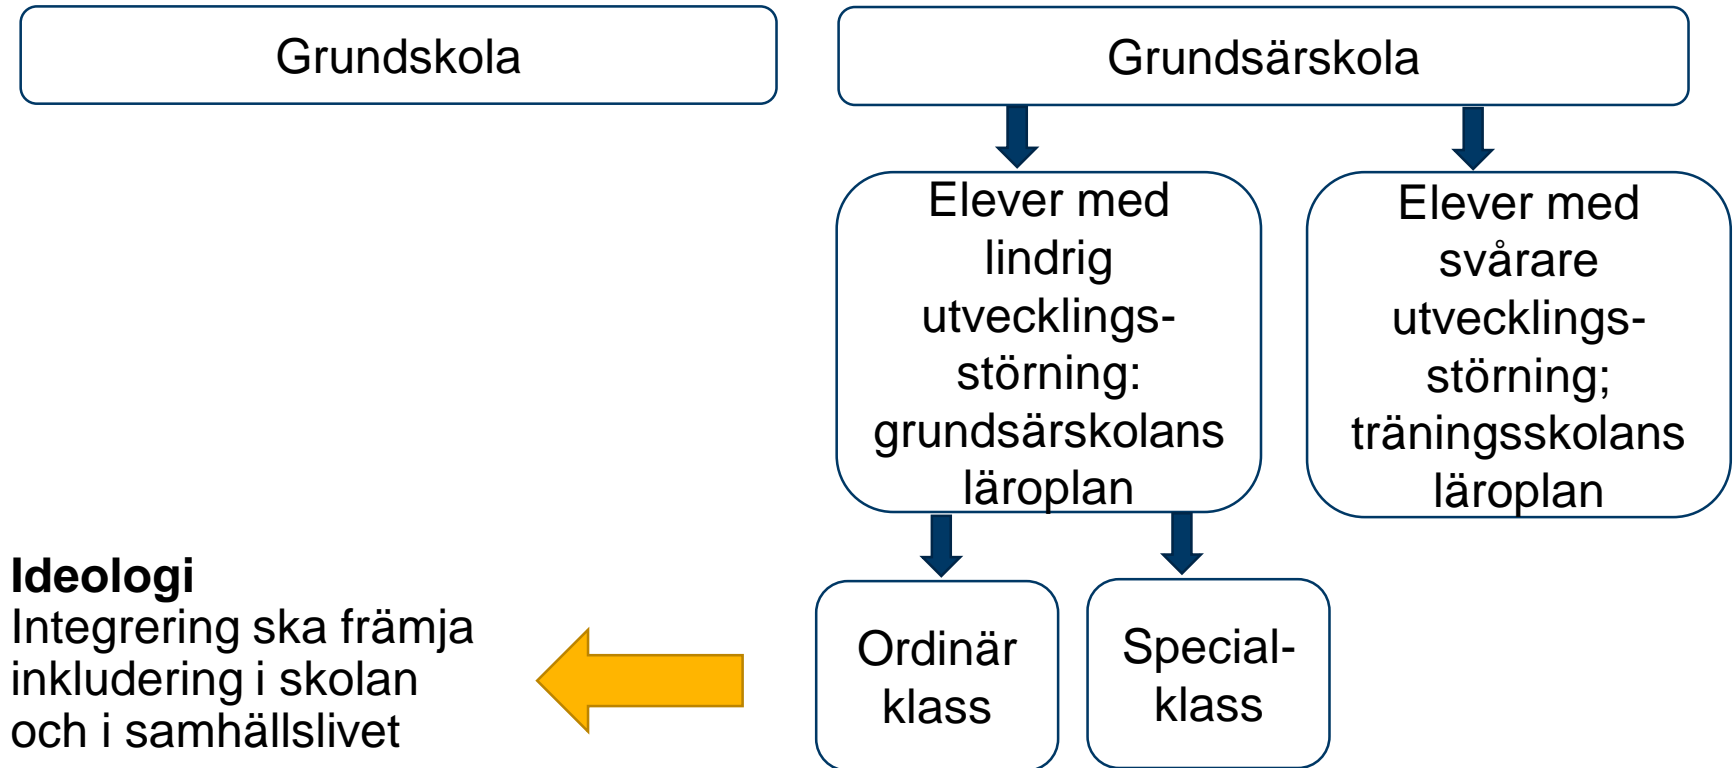 Grundskola
Grundsärskola
Elever med
lindrig
utvecklings-
störning:
grundsärskolans
läroplan
Elever med
svårare
utvecklings-
störning;
träningsskolans
läroplan
Ideologi
Integrering ska främja
inkludering i skolan
och i samhällslivet
Ordinär
klass
Special-
klass